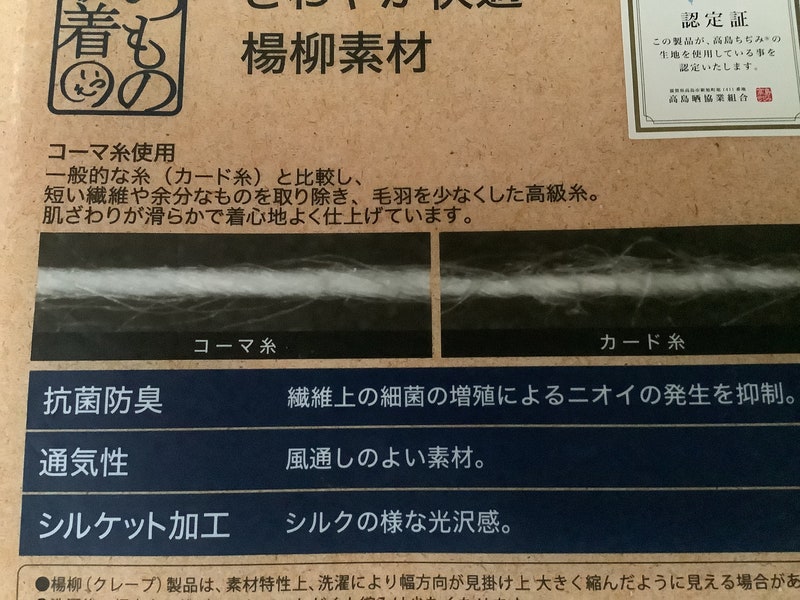 さわやか快適
楊柳素材
いつもの
着
認定証
この製品が、高島ちぢみ®の
生地を使用している事を
認定いたします。
高島晒協業組合
コーマ糸使用
一般的な糸（カード糸）と比較し、
短い繊維や余分なものを取り除き、毛羽を少なくした高級糸。
肌ざわりが滑らかで着心地よく仕上げています。
コーマ糸
カード糸
抗菌防臭 繊維上の細菌の増殖によるニオイの発生を抑制。
通気性 風通しのよい素材。
シルケット加工 シルクの様な光沢感。
●楊柳（クレープ）製品は、素材特性上、洗濯により幅方向が見掛け上大きく縮んだように見える場合があ